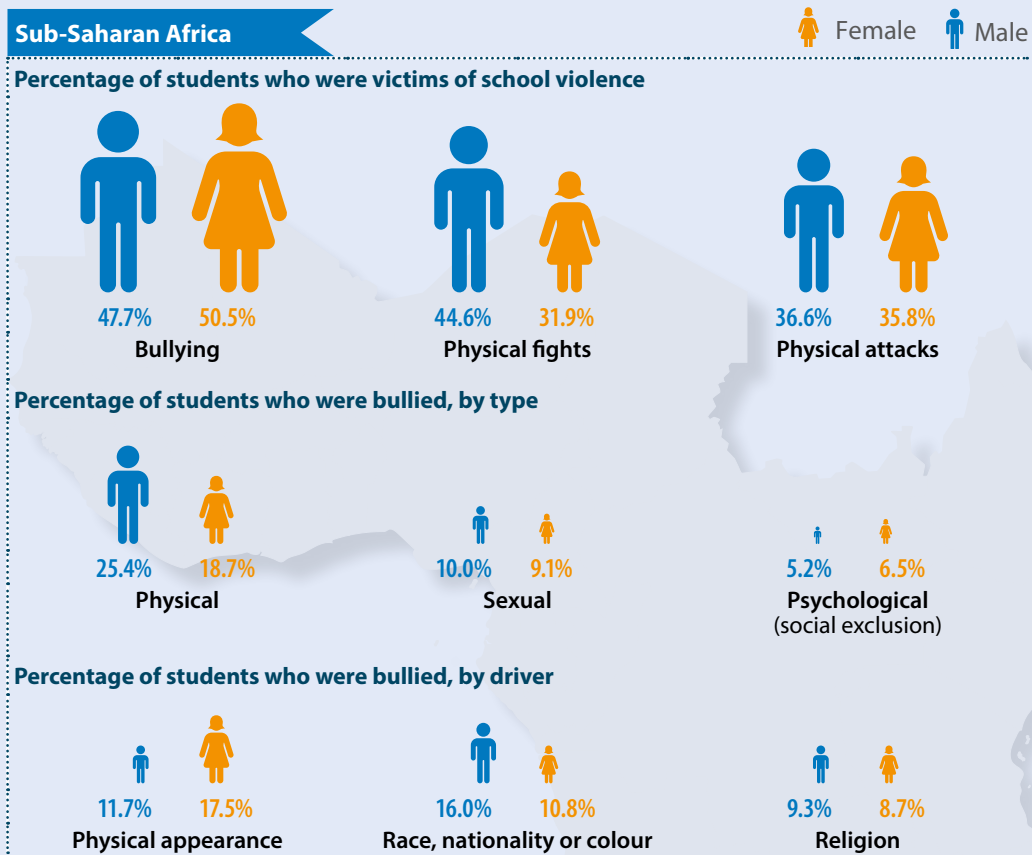 Sub-Saharan Africa
Female Male
Percentage of students who were victims of school violence
47.7% 50.5% 44.6% 31.9% 36.6% 35.8%
Bullying Physical fights Physical attacks
Percentage of students who were bullied, by type
25.4% 18.7% 10.0% 9.1% 5.2% 6.5%
Physical Sexual Psychological
(social exclusion)
Percentage of students who were bullied, by driver
11.7% 17.5% 16.0% 10.8% 9.3% 8.7%
Physical appearance Race, nationality or colour Religion